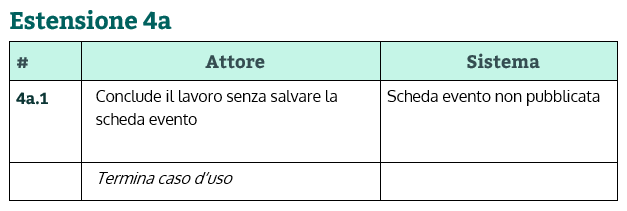 Estensione 4a
# Attore Sistema
4a.1 Conclude il lavoro senza salvare la Scheda evento non pubblicata
scheda evento
Termina caso d'uso